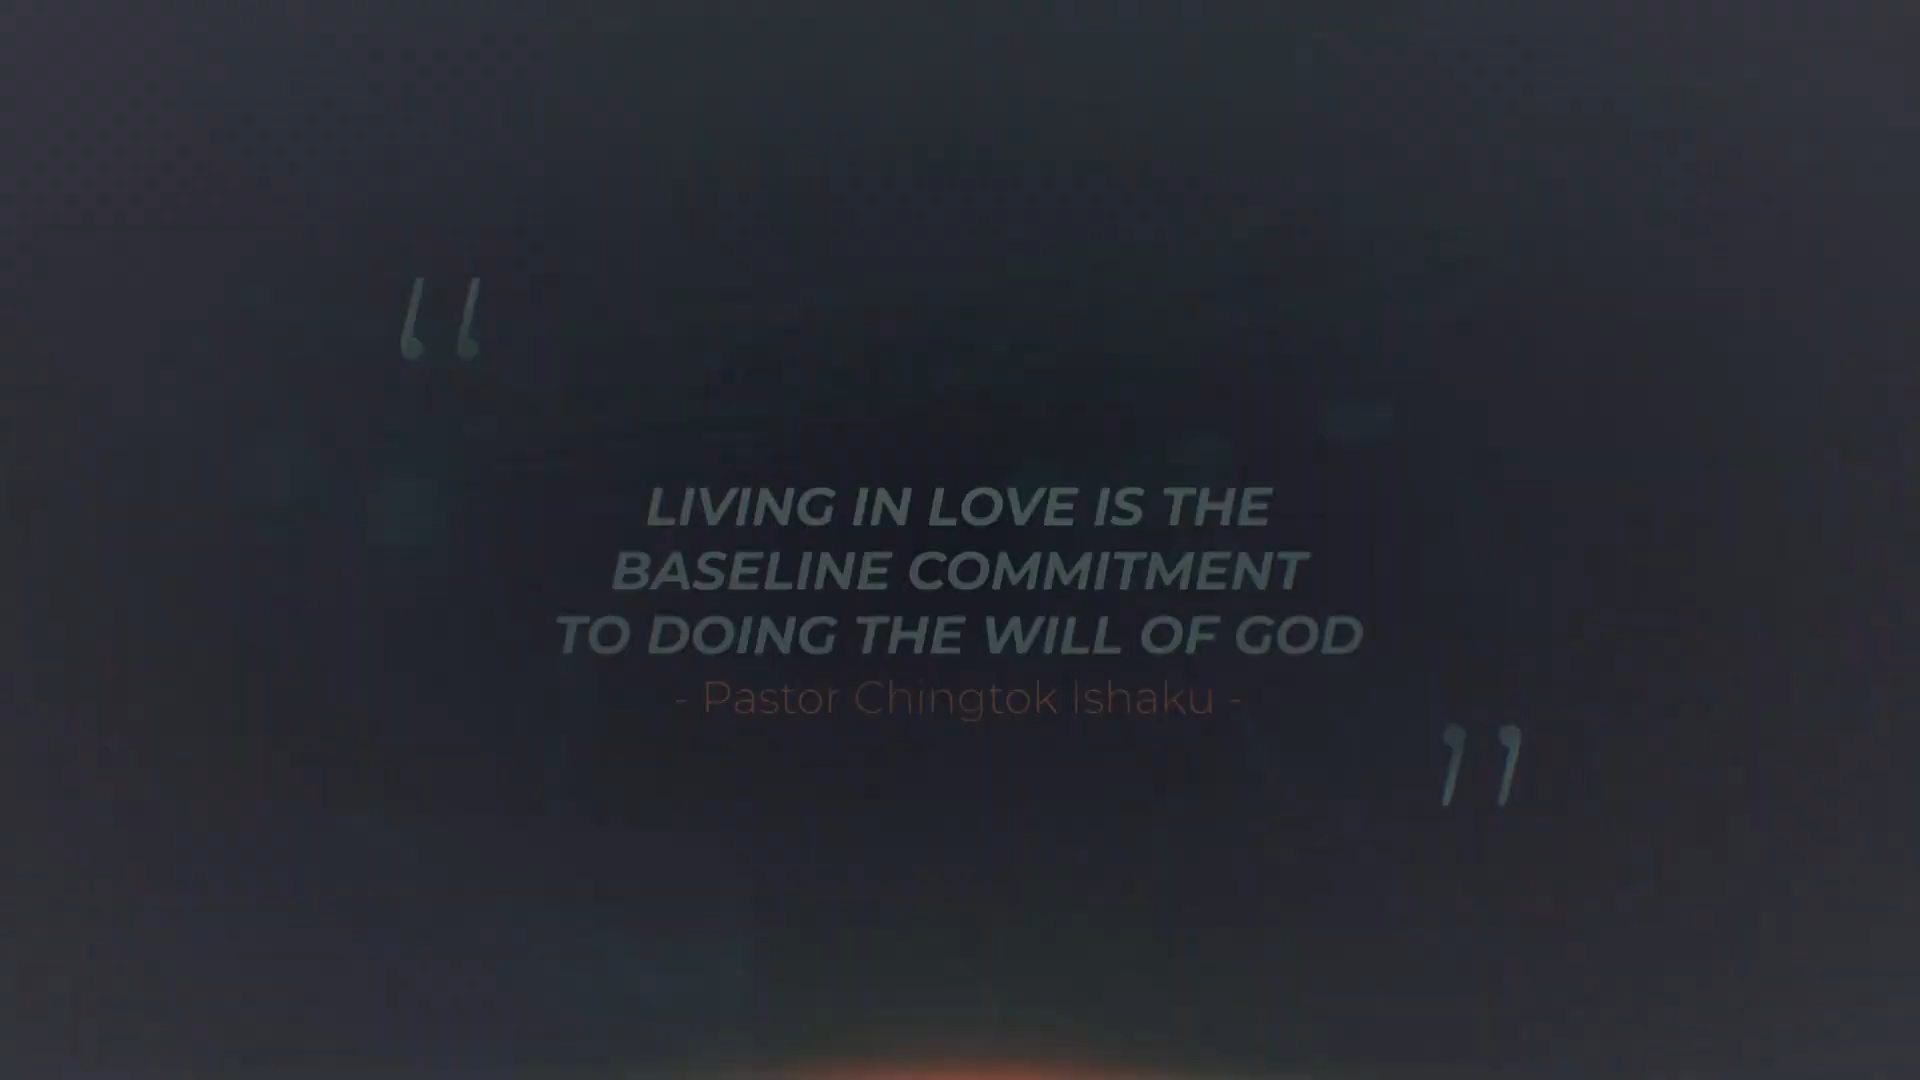 “
LIVING IN LOVE IS THE
BASELINE COMMITMENT
TO DOING THE WILL OF GOD
- Pastor Chingtok Ishaku -
”